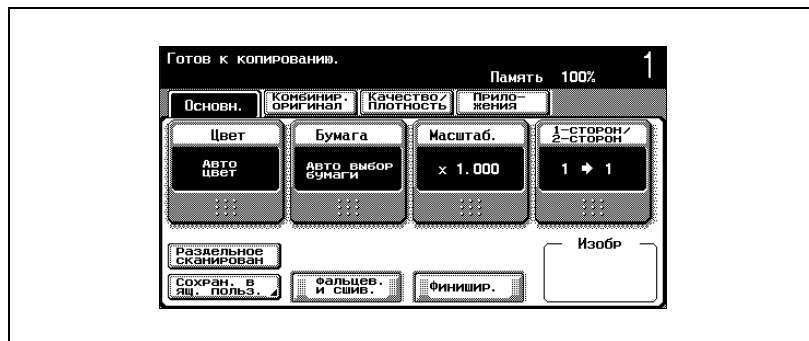 Готов к копированию.
Память 100% 1
Основн.
Комбинир.
оригинал
Качество/
плотность
Прило-
жения
Цвет
Бумага
Масштаб.
1-сторон/
2-сторон
Авто
цвет
Авто выбор
бумаги
x 1.000
1 ➔ 1
Раздельное
сканирован
Изобр
Сохран. в
ящ. польз.
Фальцев.
и сшив.
Финишир.